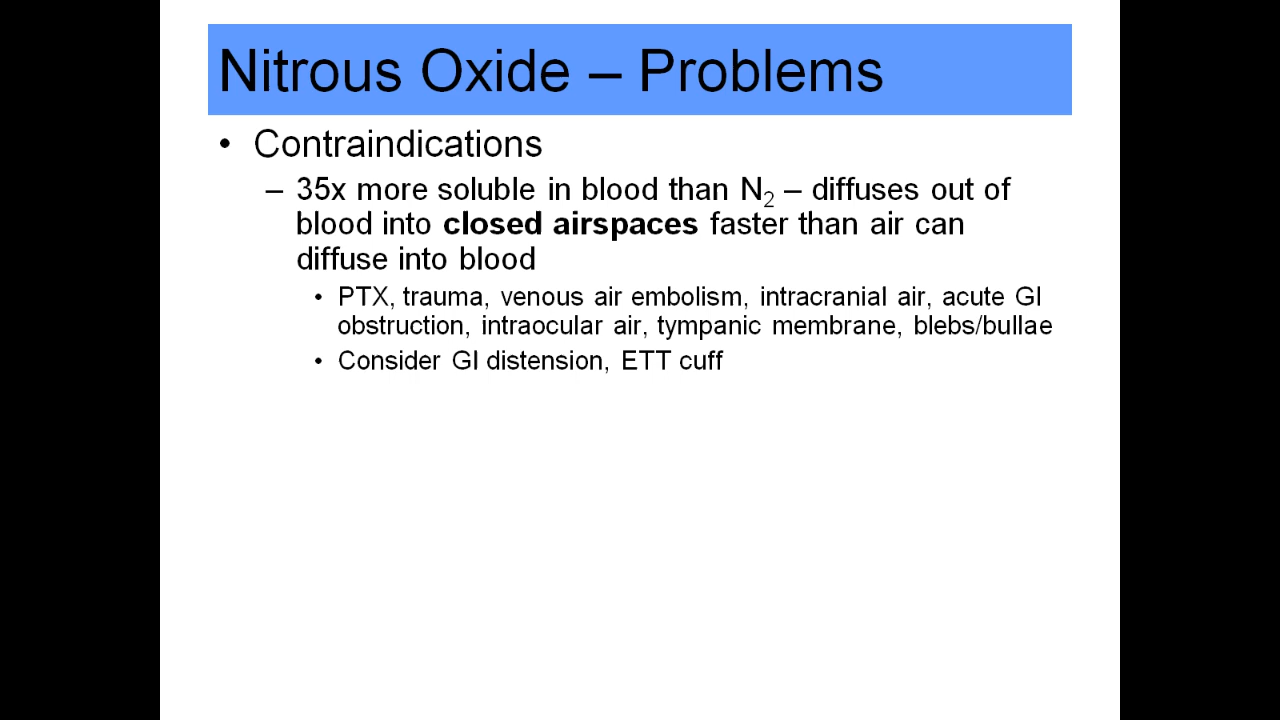 Nitrous Oxide – Problems
• Contraindications
– 35x more soluble in blood than N₂ – diffuses out of
blood into closed airspaces faster than air can
diffuse into blood
• PTX, trauma, venous air embolism, intracranial air, acute GI
obstruction, intraocular air, tympanic membrane, blebs/bullae
• Consider GI distension, ETT cuff